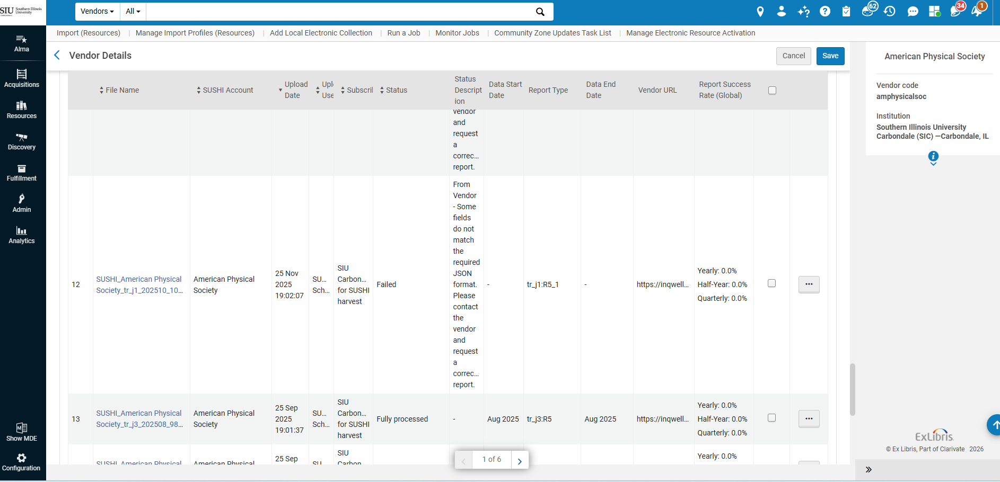 SIU Southern Illinois
University
CARBONDALE
Vendors
All
62
34
1
Import (Resources)
Manage Import Profiles (Resources)
Add Local Electronic Collection
Run a Job
Monitor Jobs
Community Zone Updates Task List
Manage Electronic Resource Activation
Alma
Acquisitions
Resources
Discovery
Fulfillment
Admin
Analytics
Show MDE
Configuration
Vendor Details
Cancel
Save
File Name
SUSHI Account
Upload
Date
Upl
Use
Subscri
Status
Status
Descript
ion
Data Start
Date
Report Type
Data End
Date
Vendor URL
Report Success
Rate (Global)
vendor
and
request
a
correc...
report.
12
SUSHI_American Physical
Society_tr_j1_202510_10...
American Physical
Society
25 Nov
2025
19:02:07
SU...
Sch...
SIU
Carbon...
for SUSHI
harvest
Failed
From
Vendor
- Some
fields
do not
match
the
required
JSON
format.
Please
contact
the
vendor
and
request
a
correc...
report.
-
tr_j1:R5_1
-
https://inqwell...
Yearly: 0.0%
Half-Year: 0.0%
Quarterly: 0.0%
13
SUSHI_American Physical
Society_tr_j3_202508_98...
American Physical
Society
25 Sep
2025
19:01:37
SU...
Sch...
SIU
Carbon...
for SUSHI
harvest
Fully processed
-
Aug 2025
tr_j3:R5
Aug 2025
https://inqwell...
Yearly: 0.0%
Half-Year: 0.0%
Quarterly: 0.0%
SUSHI_American Physical
American Physical
25 Sep
SU
SIU
Carbon
Yearly: 0.0%
1 of 6
American Physical Society
Vendor code
amphysicalsoc
Institution
Southern Illinois University
Carbondale (SIC) —Carbondale, IL
ExLibris
© Ex Libris, Part of Clarivate 2026